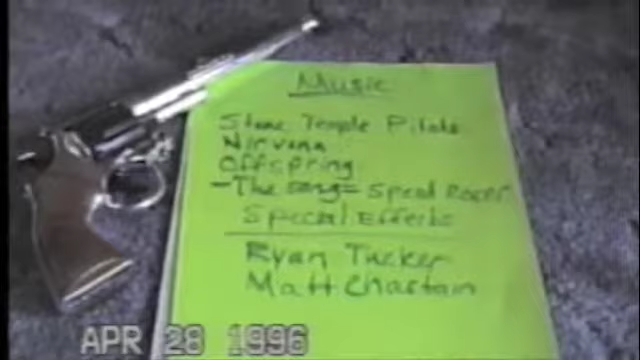 Music
Stone Temple Pilots
Nirvana
Offspring
- The song = Speed Racer
Special Effects
Ryan Tucker
Matt Chastain
APR 28 1996